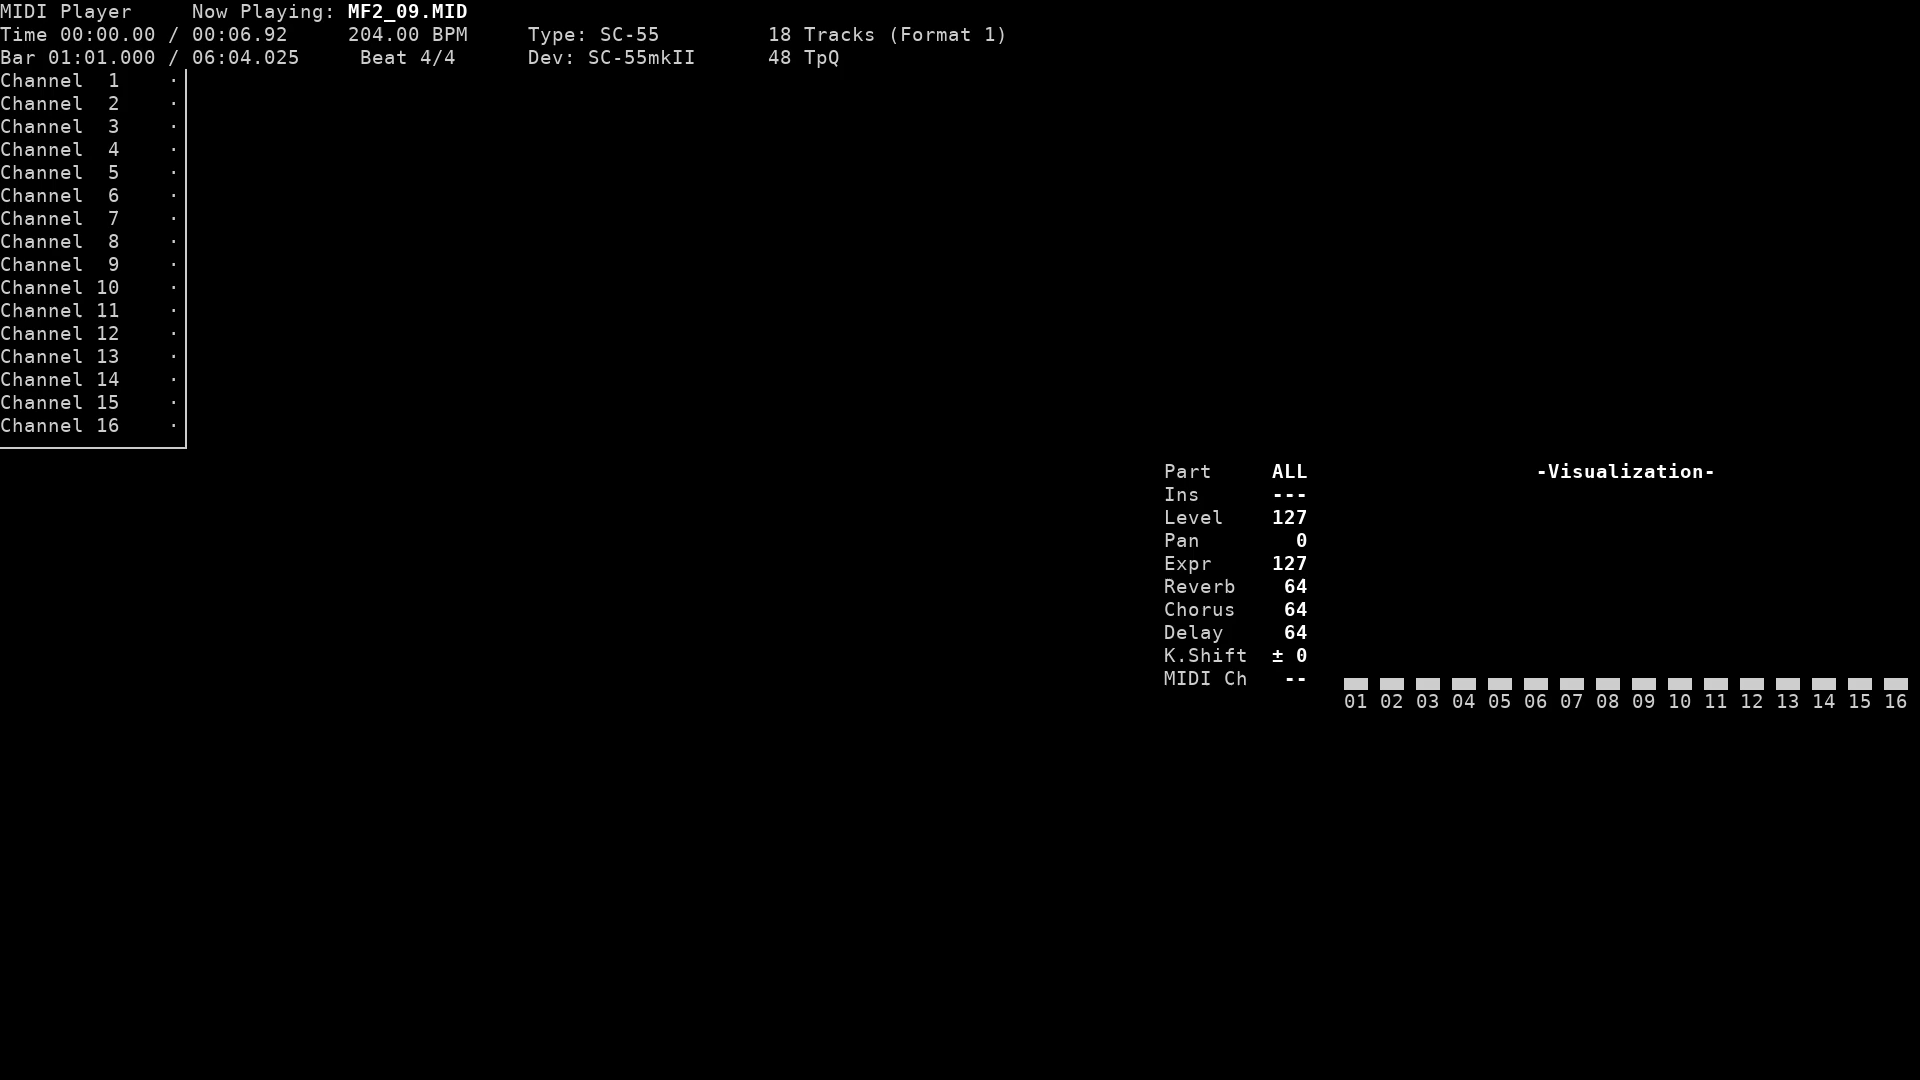 MIDI Player     Now Playing: MF2_09.MID
Time 00:00.00 / 00:06.92     204.00 BPM     Type: SC-55         18 Tracks (Format 1)
Bar 01:01.000 / 06:04.025     Beat 4/4      Dev: SC-55mkII      48 TpQ
Channel  1    ·
Channel  2    ·
Channel  3    ·
Channel  4    ·
Channel  5    ·
Channel  6    ·
Channel  7    ·
Channel  8    ·
Channel  9    ·
Channel 10    ·
Channel 11    ·
Channel 12    ·
Channel 13    ·
Channel 14    ·
Channel 15    ·
Channel 16    ·
Part     ALL                   -Visualization-
Ins      ---
Level    127
Pan        0
Expr     127
Reverb    64
Chorus    64
Delay     64
K.Shift  ± 0
MIDI Ch   --
01 02 03 04 05 06 07 08 09 10 11 12 13 14 15 16